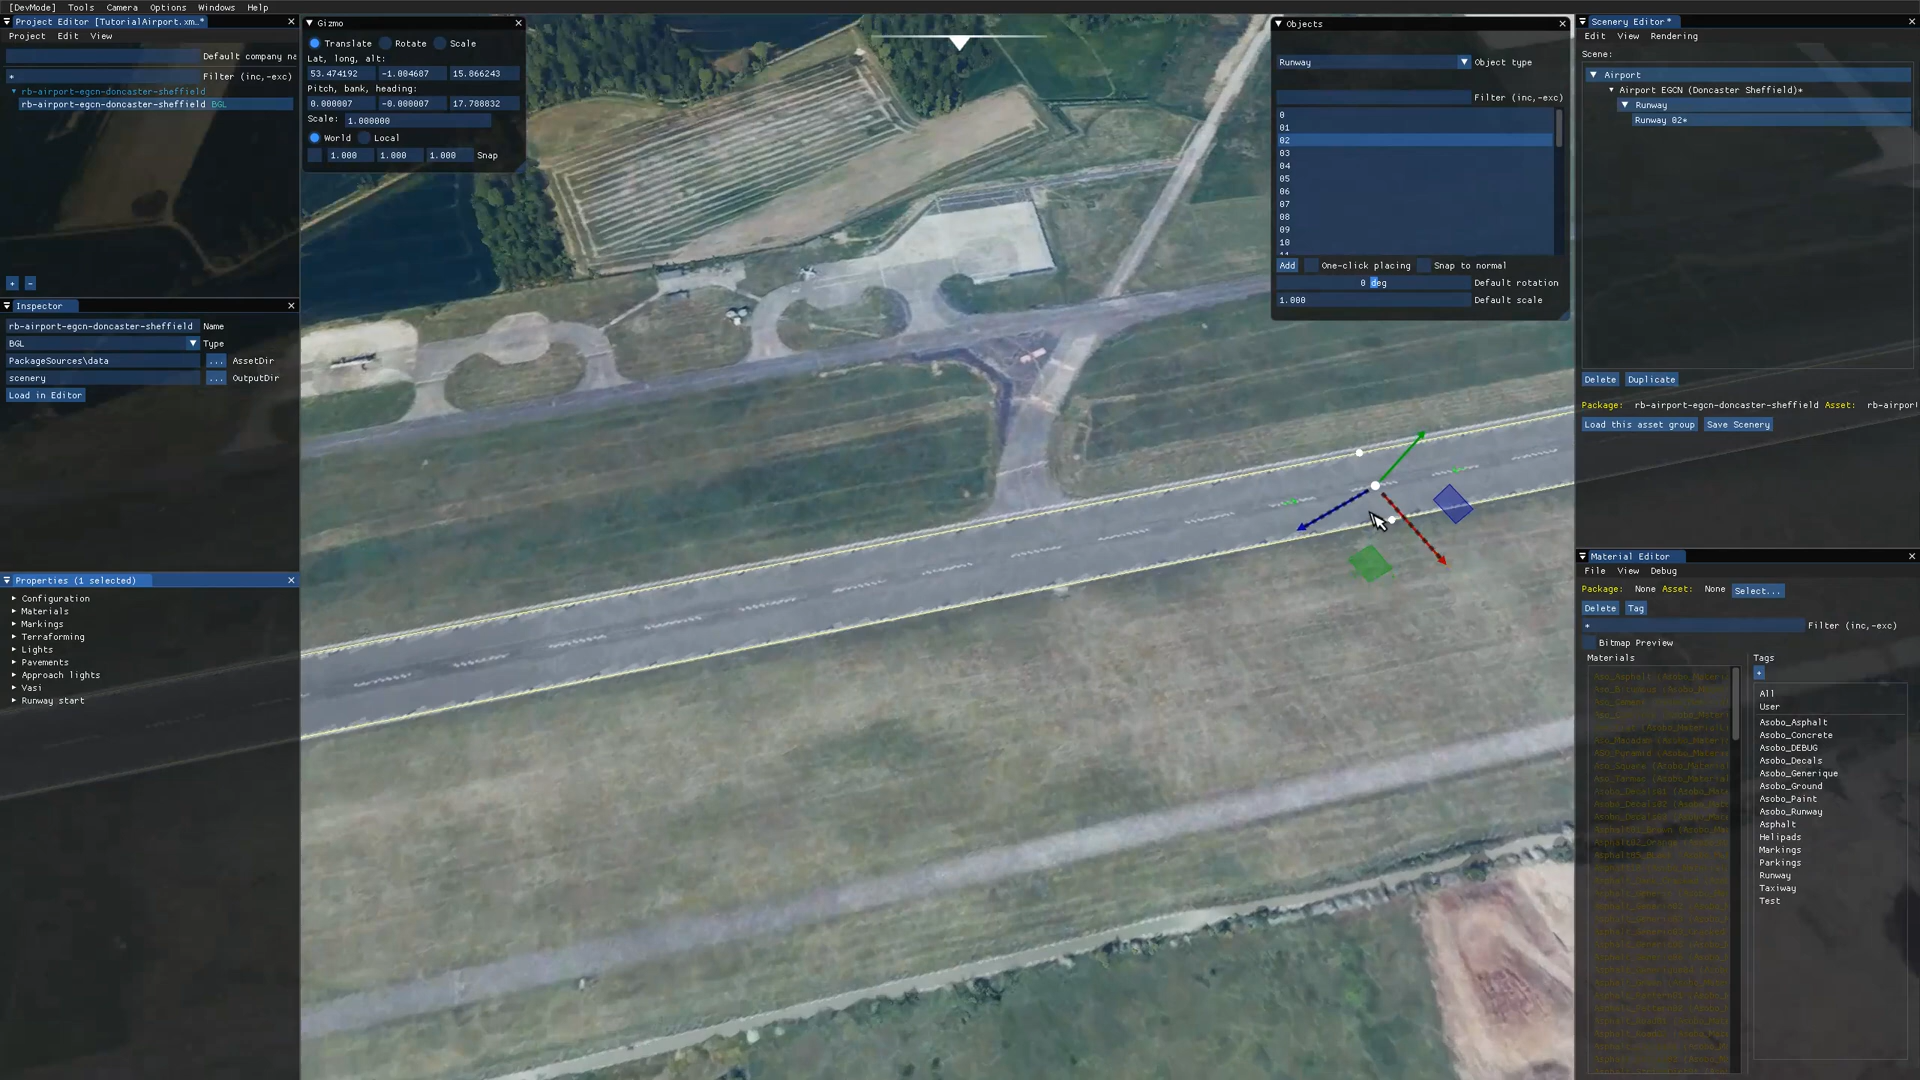 [DevMode] Tools Camera Options Windows Help
Project Editor [TutorialAirport.xm…*
Project Edit View
Default company na
* Filter (inc,-exc)
rb-airport-egcn-doncaster-sheffield
rb-airport-egcn-doncaster-sheffield BGL
+ -
Inspector
rb-airport-egcn-doncaster-sheffield Name
BGL Type
PackageSources\data ... AssetDir
scenery ... OutputDir
Load in Editor
Properties (1 selected)
Configuration
Materials
Markings
Terraforming
Lights
Pavements
Approach lights
Vasi
Runway start
Gizmo
Translate Rotate Scale
Lat, long, alt:
53.474192 -1.004687 15.866243
Pitch, bank, heading:
0.000007 -0.000007 17.788832
Scale: 1.000000
World Local
1.000 1.000 1.000 Snap
Objects
Runway Object type
Filter (inc,-exc)
0
01
02
03
04
05
06
07
08
09
10
Add One-click placing Snap to normal
0 deg Default rotation
1.000 Default scale
Scenery Editor*
Edit View Rendering
Scene:
Airport
Airport EGCN (Doncaster Sheffield)*
Runway
Runway 02*
Delete Duplicate
Package: rb-airport-egcn-doncaster-sheffield Asset: rb-airpor
Load this asset group Save Scenery
Material Editor
File View Debug
Package: None Asset: None Select...
Delete Tag
* Filter (inc,-exc)
Bitmap Preview
Materials
Tags
+
All
User
Asobo_Asphalt
Asobo_Concrete
Asobo_DEBUG
Asobo_Decals
Asobo_Generique
Asobo_Ground
Asobo_Paint
Asobo_Runway
Asphalt
Helipads
Markings
Parkings
Runway
Taxiway
Test